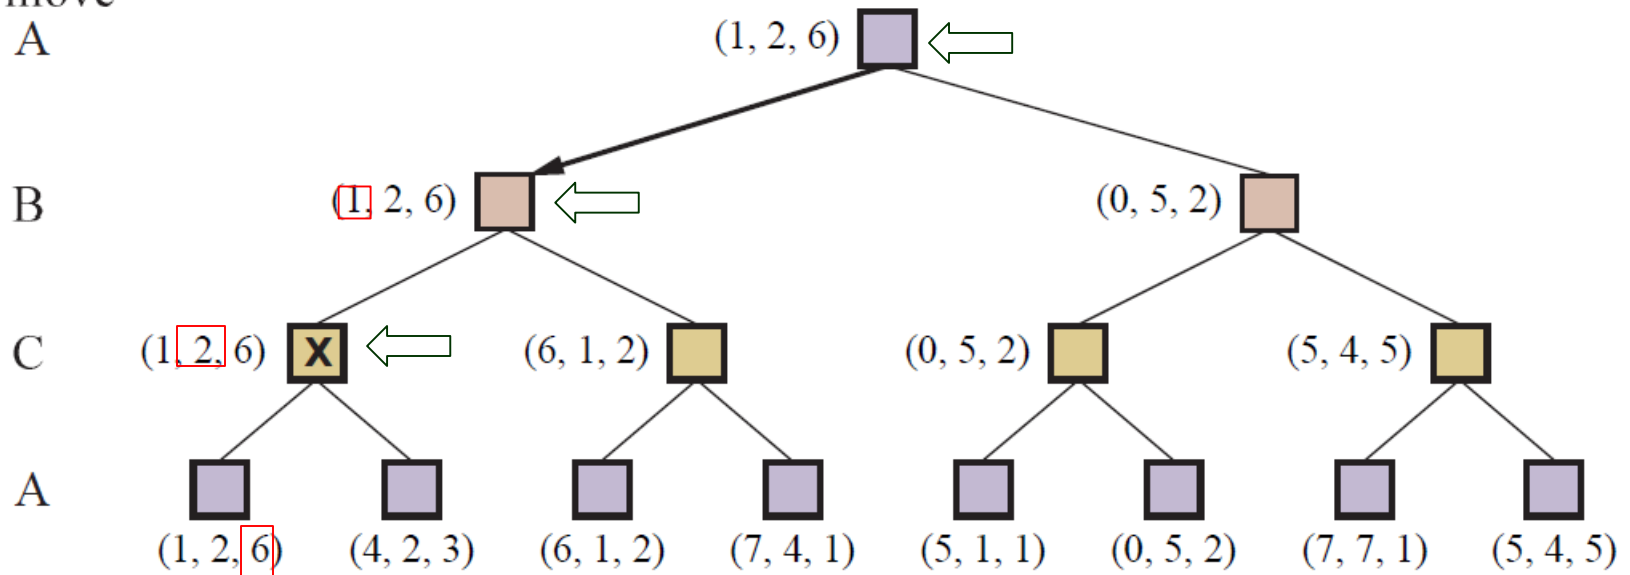 move
A (1, 2, 6)
B (1, 2, 6) (0, 5, 2)
C (1, 2, 6) X (6, 1, 2) (0, 5, 2) (5, 4, 5)
A
(1, 2, 6) (4, 2, 3) (6, 1, 2) (7, 4, 1) (5, 1, 1) (0, 5, 2) (7, 7, 1) (5, 4, 5)